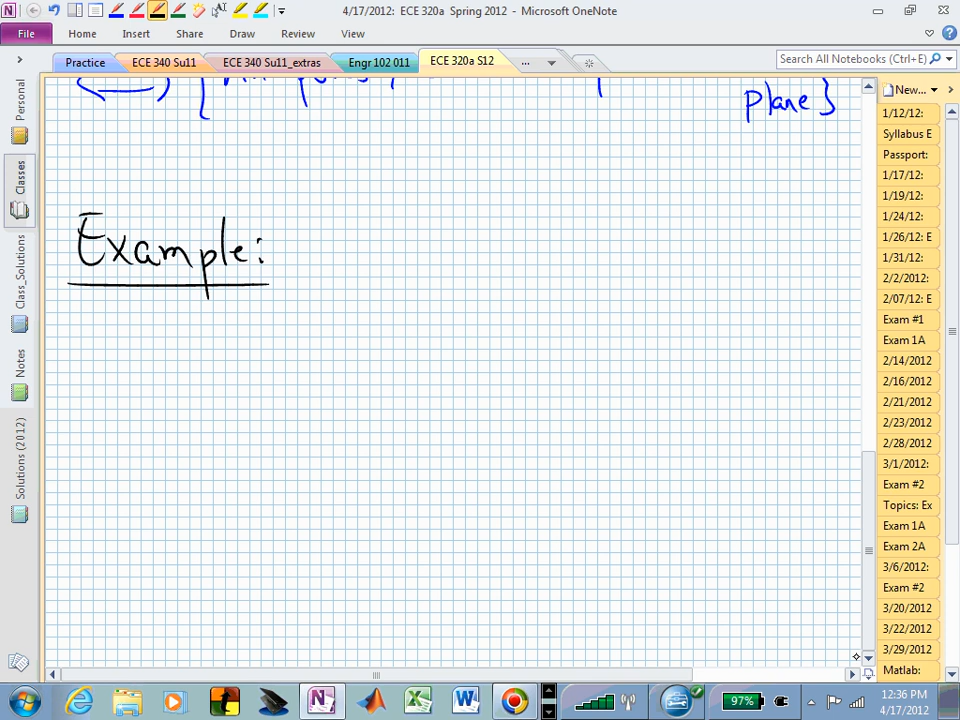 4/17/2012: ECE 320a Spring 2012 - Microsoft OneNote
File Home Insert Share Draw Review View
Practice ECE 340 Su11 ECE 340 Su11_extras Engr 102 011 ECE 320a S12 ...
Search All Notebooks (Ctrl+E)
Personal
Classes
Class_Solutions
Notes
Solutions (2012)
plane }
Example:
New...
1/12/12:
Syllabus E
Passport:
1/17/12:
1/19/12:
1/24/12:
1/26/12: E
1/31/12:
2/2/2012:
2/07/12: E
Exam #1
Exam 1A
2/14/2012
2/16/2012
2/21/2012
2/23/2012
2/28/2012
3/1/2012:
Exam #2
Topics: Ex
Exam 1A
Exam 2A
3/6/2012:
Exam #2
3/20/2012
3/22/2012
3/29/2012
Matlab:
97%
12:36 PM
4/17/2012